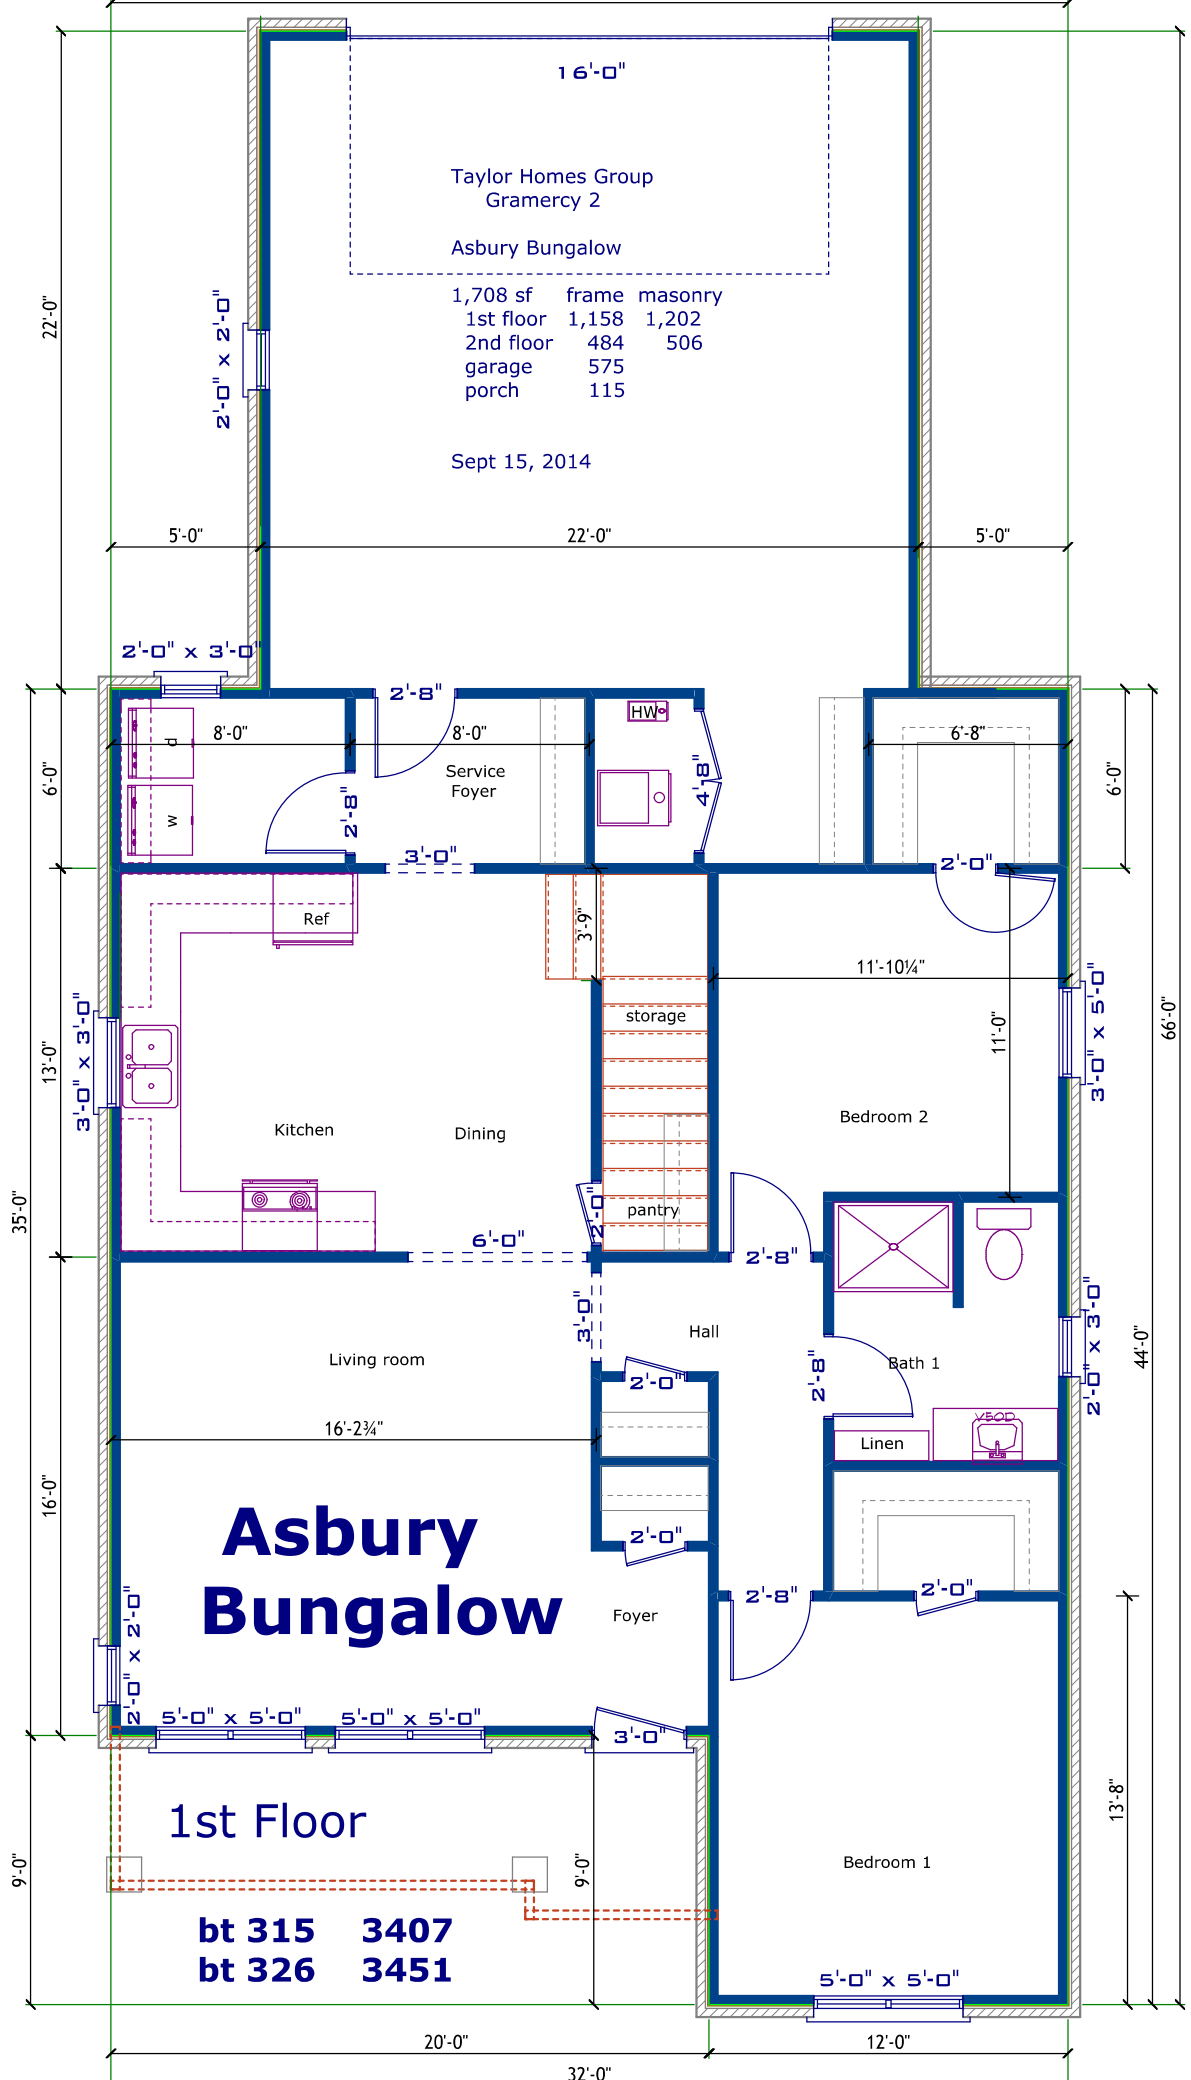 16'-0"
Taylor Homes Group
Gramercy 2
Asbury Bungalow
1,708 sf frame masonry
1st floor 1,158 1,202
2nd floor 484 506
garage 575
porch 115
22'-0"
2'-0" x 2'-0"
Sept 15, 2014
5'-0" 22'-0" 5'-0"
2'-0" x 3'-0"
2'-8"
HW
d
8'-0" 8'-0" 6'-8"
Service
Foyer
4'-8"
6'-0"
6'-0"
w
2'-8"
3'-0"
2'-0"
Ref
3'-9"
11'-10¼"
storage
3'-0" x 3'-0"
13'-0"
11'-0"
3'-0" x 5'-0"
66'-0"
Kitchen
Dining
Bedroom 2
35'-0"
pantry
2'-0"
6'-0"
2'-8"
3'-0"
Hall
Living room
2'-8"
Bath 1
2'-0" x 3'-0"
44'-0"
2'-0"
16'-2¾"
V50D
Linen
16'-0"
Asbury
Bungalow
2'-0"
2'-8"
2'-0"
Foyer
2'-0" x 2'-0"
5'-0" x 5'-0" 5'-0" x 5'-0"
3'-0"
13'-8"
1st Floor
9'-0"
9'-0"
Bedroom 1
bt 315 3407
bt 326 3451
5'-0" x 5'-0"
20'-0" 12'-0"
32'-0"